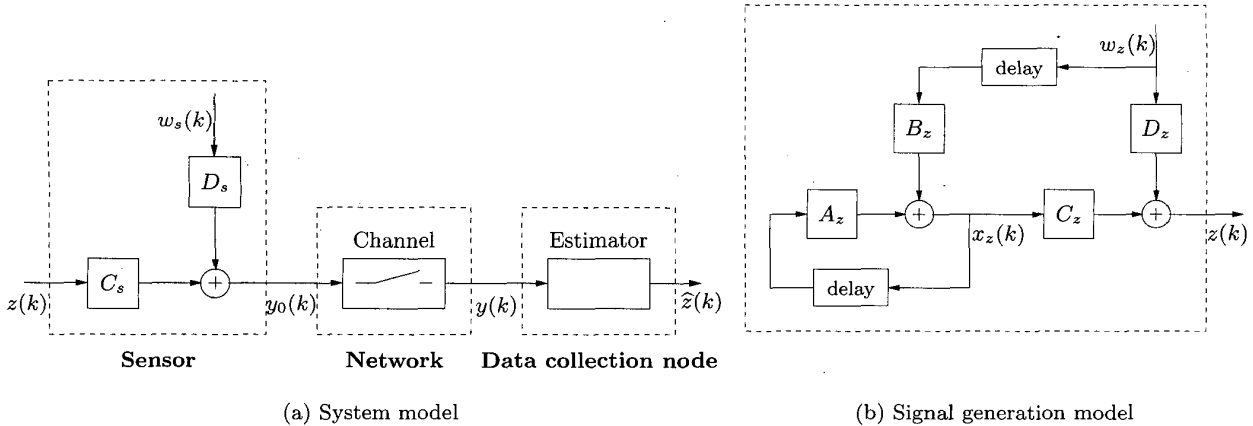 w_s(k)
D_s
z(k)
C_s
+
y_0(k)
Channel
y(k)
Estimator
\widehat{z}(k)
Sensor
Network
Data collection node
(a) System model
w_z(k)
delay
B_z
D_z
A_z
+
x_z(k)
C_z
+
z(k)
delay
(b) Signal generation model